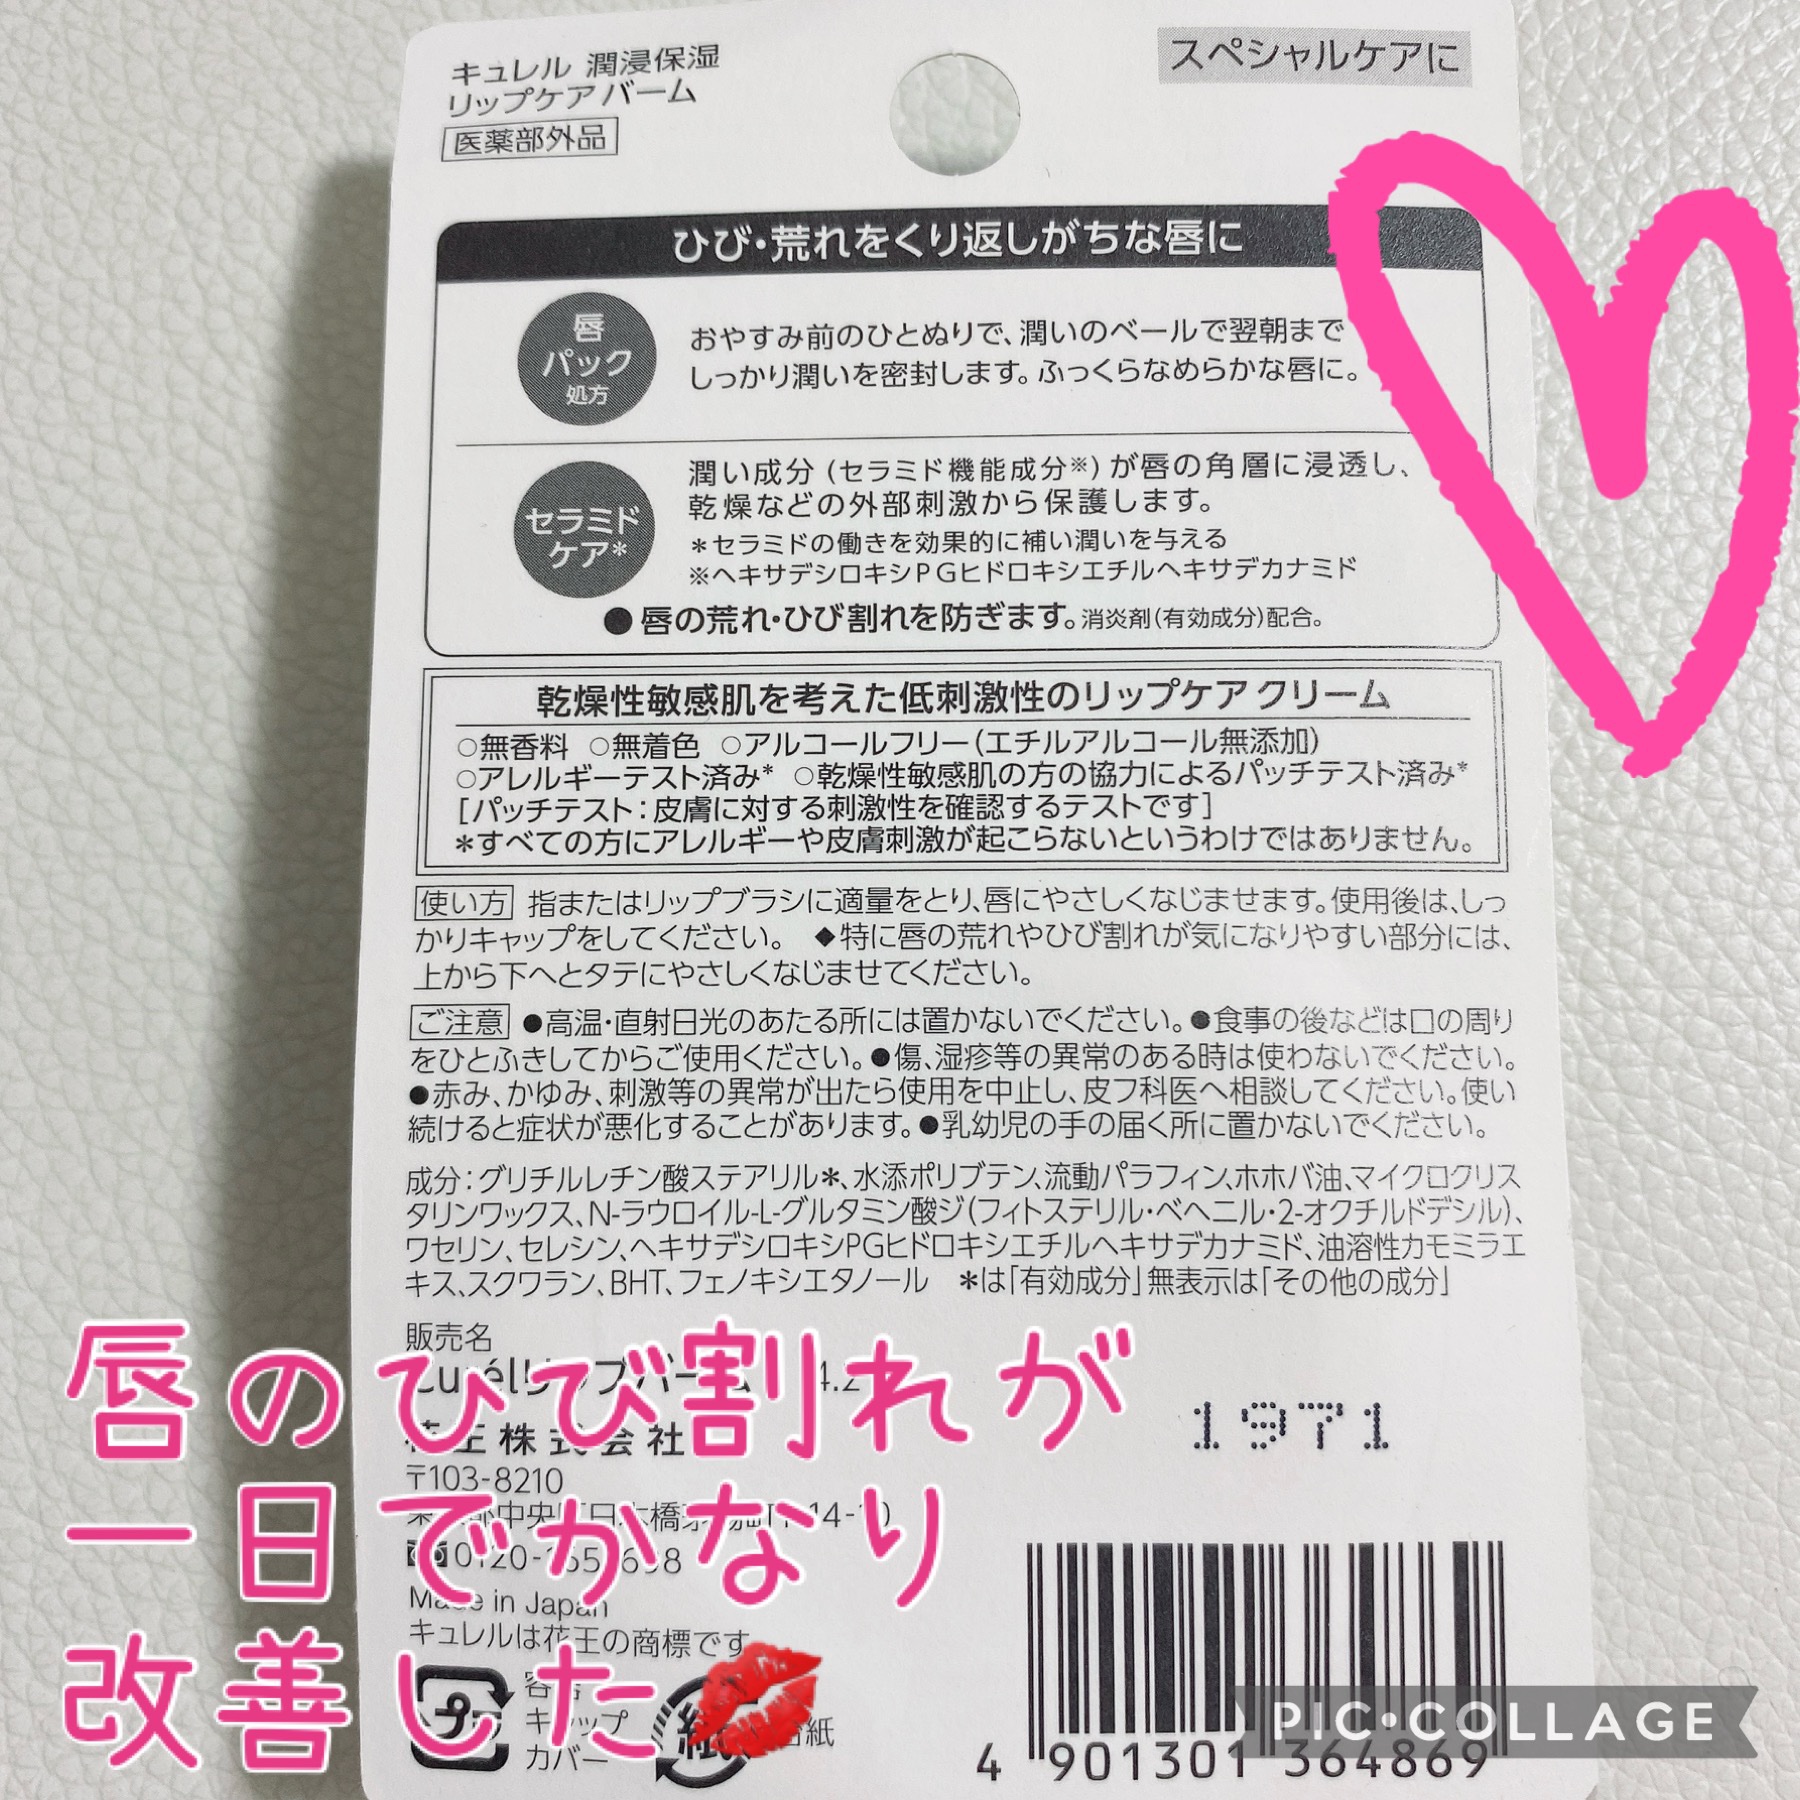 キュレル 潤浸保湿
リップケア バーム
医薬部外品
スペシャルケアに
ひび・荒れをくり返しがちな唇に
唇
パック
処方
おやすみ前のひとぬりで、潤いのベールで翌朝まで
しっかり潤いを密封します。ふっくらなめらかな唇に。
セラミド
ケア*
潤い成分(セラミド機能成分※)が唇の角層に浸透し、
乾燥などの外部刺激から保護します。
*セラミドの働きを効果的に補い潤いを与える
※ヘキサデシロキシPGヒドロキシエチルヘキサデカナミド
●唇の荒れ・ひび割れを防ぎます。消炎剤(有効成分)配合。
乾燥性敏感肌を考えた低刺激性のリップケア クリーム
○無香料 ○無着色 ○アルコールフリー(エチルアルコール無添加)
○アレルギーテスト済み* ○乾燥性敏感肌の方の協力によるパッチテスト済み*
[パッチテスト:皮膚に対する刺激性を確認するテストです]
*すべての方にアレルギーや皮膚刺激が起こらないというわけではありません。
使い方 指またはリップブラシに適量をとり、唇にやさしくなじませます。使用後は、しっ
かりキャップをしてください。 ◆特に唇の荒れやひび割れが気になりやすい部分には、
上から下へとタテにやさしくなじませてください。
ご注意 ●高温・直射日光のあたる所には置かないでください。●食事の後などは口の周り
をひとふきしてからご使用ください。●傷、湿疹等の異常のある時は使わないでください。
●赤み、かゆみ、刺激等の異常が出たら使用を中止し、皮フ科医へ相談してください。使い
続けると症状が悪化することがあります。●乳幼児の手の届く所に置かないでください。
成分:グリチルレチン酸ステアリル*、水添ポリブテン、流動パラフィン、ホホバ油、マイクロクリス
タリンワックス、N-ラウロイル-L-グルタミン酸ジ(フィトステリル・ベヘニル・2-オクチルドデシル)、
ワセリン、セレシン、ヘキサデシロキシPGヒドロキシエチルヘキサデカナミド、油溶性カモミラエ
キス、スクワラン、BHT、フェノキシエタノール *は「有効成分」無表示は「その他の成分」
販売名
唇のひび割れが
1971
〒103-8210
一日でかなり
Made in Japan
キュレルは花王の商標です
改善した
プ
キャップ
カバー
紙
4 901301 364869
PIC・COLLAGE